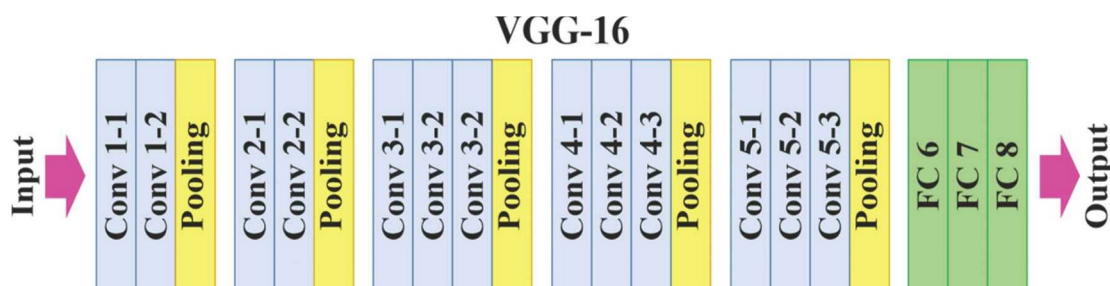 VGG-16
Input
Conv 1-1
Conv 1-2
Pooling
Conv 2-1
Conv 2-2
Pooling
Conv 3-1
Conv 3-2
Conv 3-2
Pooling
Conv 4-1
Conv 4-2
Conv 4-3
Pooling
Conv 5-1
Conv 5-2
Conv 5-3
Pooling
FC 6
FC 7
FC 8
Output